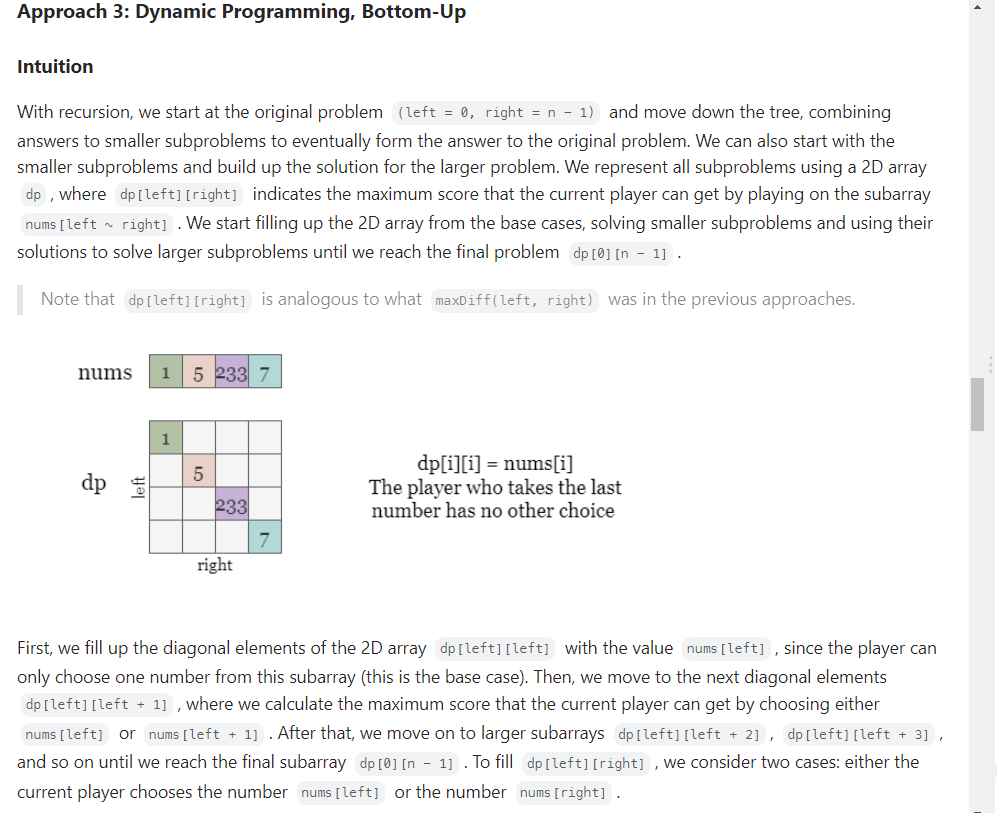 Approach 3: Dynamic Programming, Bottom-Up
Intuition
With recursion, we start at the original problem (left = 0, right = n - 1) and move down the tree, combining
answers to smaller subproblems to eventually form the answer to the original problem. We can also start with the
smaller subproblems and build up the solution for the larger problem. We represent all subproblems using a 2D array
dp , where dp[left][right] indicates the maximum score that the current player can get by playing on the subarray
nums[left ~ right] . We start filling up the 2D array from the base cases, solving smaller subproblems and using their
solutions to solve larger subproblems until we reach the final problem dp[0][n - 1] .
Note that dp[left][right] is analogous to what maxDiff(left, right) was in the previous approaches.
nums 1 5 233 7
1
5
233
7
dp
left
right
dp[i][i] = nums[i]
The player who takes the last
number has no other choice
First, we fill up the diagonal elements of the 2D array dp[left][left] with the value nums[left] , since the player can
only choose one number from this subarray (this is the base case). Then, we move to the next diagonal elements
dp[left][left + 1] , where we calculate the maximum score that the current player can get by choosing either
nums[left] or nums[left + 1] . After that, we move on to larger subarrays dp[left][left + 2] , dp[left][left + 3] ,
and so on until we reach the final subarray dp[0][n - 1] . To fill dp[left][right] , we consider two cases: either the
current player chooses the number nums[left] or the number nums[right] .